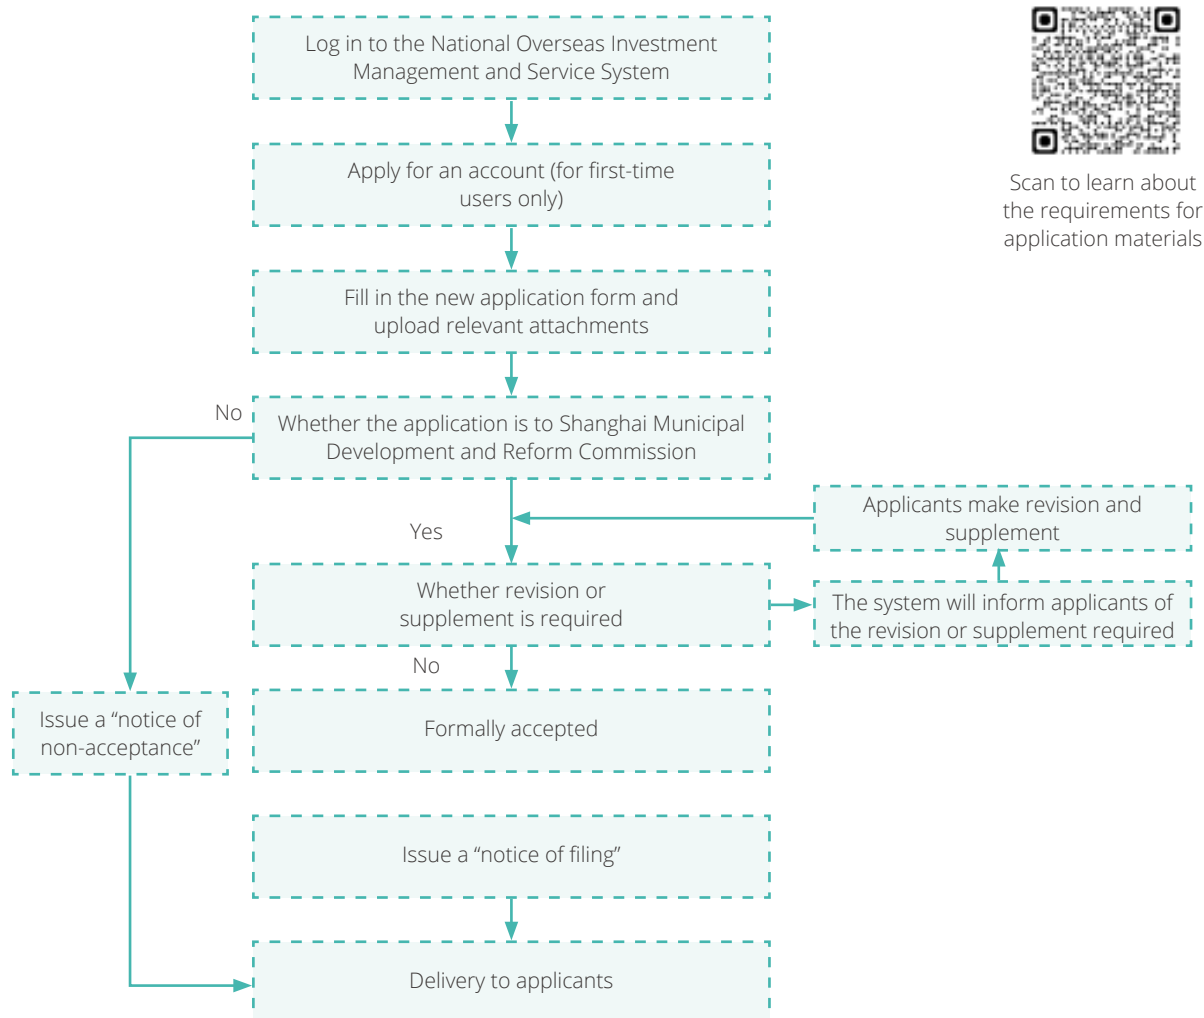 Log in to the National Overseas Investment
Management and Service System
Scan to learn about
the requirements for
application materials
Apply for an account (for first-time
users only)
Fill in the new application form and
upload relevant attachments
No
Whether the application is to Shanghai Municipal
Development and Reform Commission
Yes
Applicants make revision and
supplement
Whether revision or
supplement is required
The system will inform applicants of
the revision or supplement required
No
Issue a “notice of
non-acceptance”
Formally accepted
Issue a “notice of filing”
Delivery to applicants